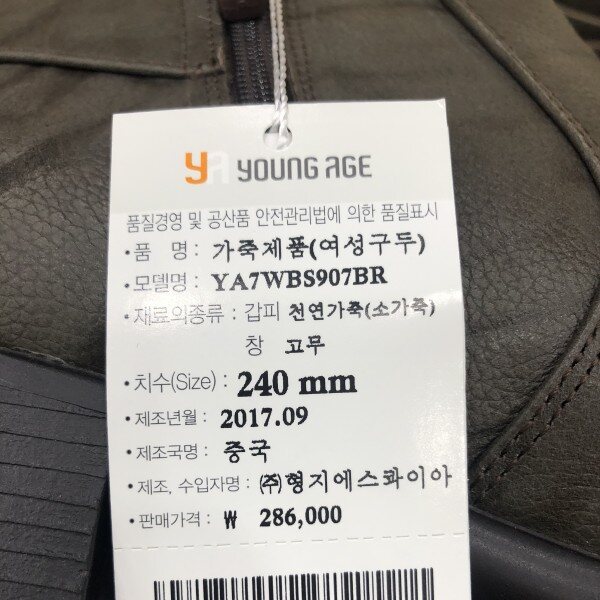 YA YOUNG AGE
품질경영 및 공산품 안전관리법에 의한 품질표시
• 품 명 : 가죽제품(여성구두)
• 모델명 : YA7WBS907BR
• 재료의종류 : 갑피 천연가죽(소가죽)
창 고무
• 치수(Size) : 240 mm
• 제조년월 : 2017.09
• 제조국명 : 중국
• 제조, 수입자명 : (주)형지에스콰이아
• 판매가격 : ₩ 286,000